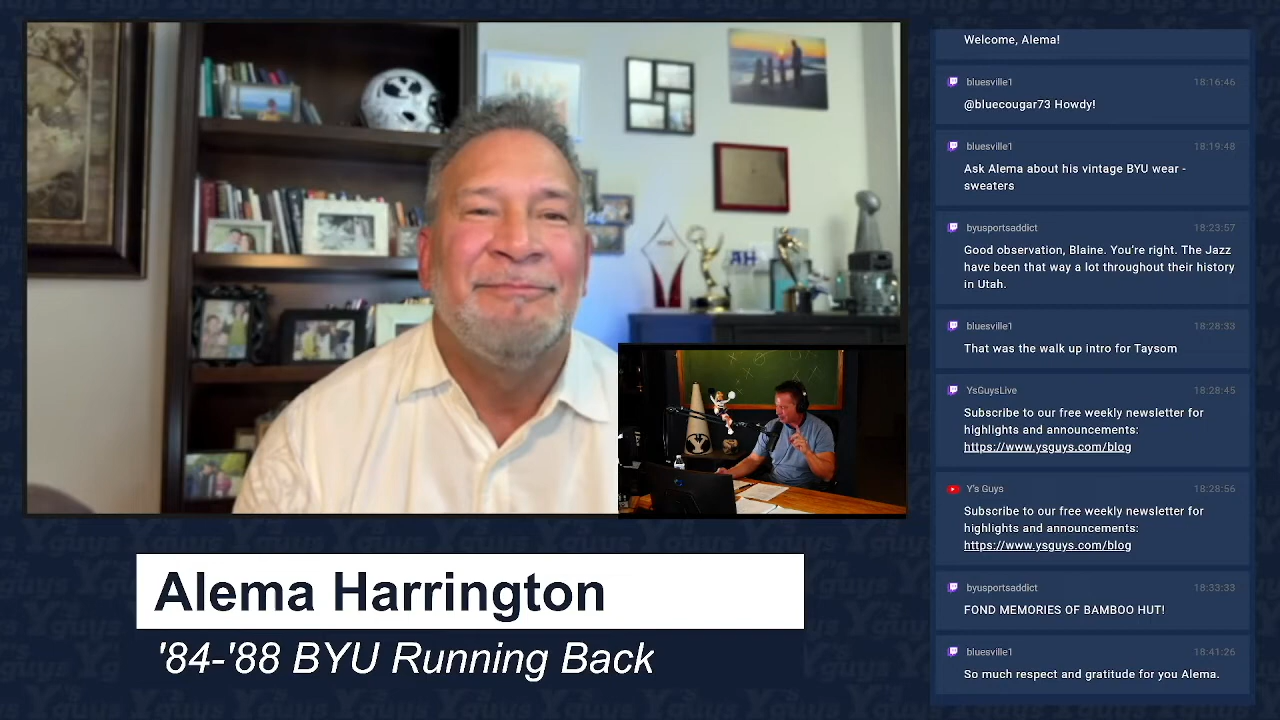 AH
Alema Harrington
'84-'88 BYU Running Back
Welcome, Alema!
bluesville1 18:16:46
@bluecougar73 Howdy!
bluesville1 18:19:48
Ask Alema about his vintage BYU wear -
sweaters
byusportsaddict 18:23:57
Good observation, Blaine. You're right. The Jazz
have been that way a lot throughout their history
in Utah.
bluesville1 18:28:33
That was the walk up intro for Taysom
YsGuysLive 18:28:45
Subscribe to our free weekly newsletter for
highlights and announcements:
https://www.ysguys.com/blog
Y's Guys 18:28:56
Subscribe to our free weekly newsletter for
highlights and announcements:
https://www.ysguys.com/blog
byusportsaddict 18:33:33
FOND MEMORIES OF BAMBOO HUT!
bluesville1 18:41:26
So much respect and gratitude for you Alema.